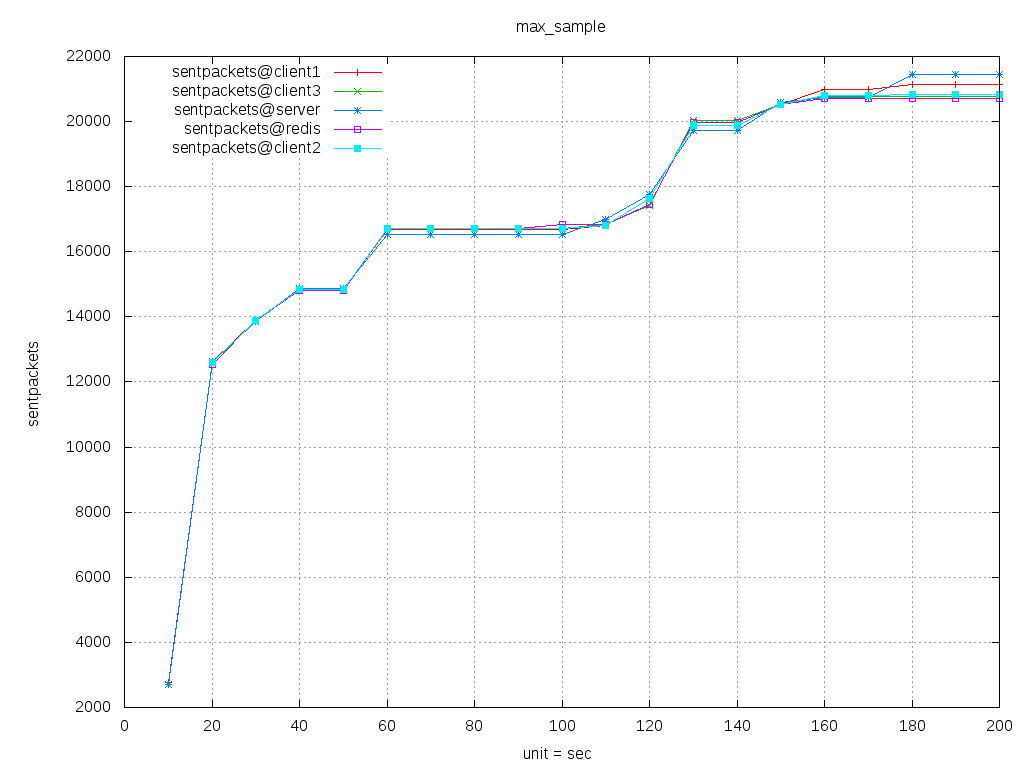 max_sample
22000
20000
18000
16000
14000
12000
10000
8000
6000
4000
2000
sentpackets
sentpackets@client1
sentpackets@client3
sentpackets@server
sentpackets@redis
sentpackets@client2
0 20 40 60 80 100 120 140 160 180 200
unit = sec